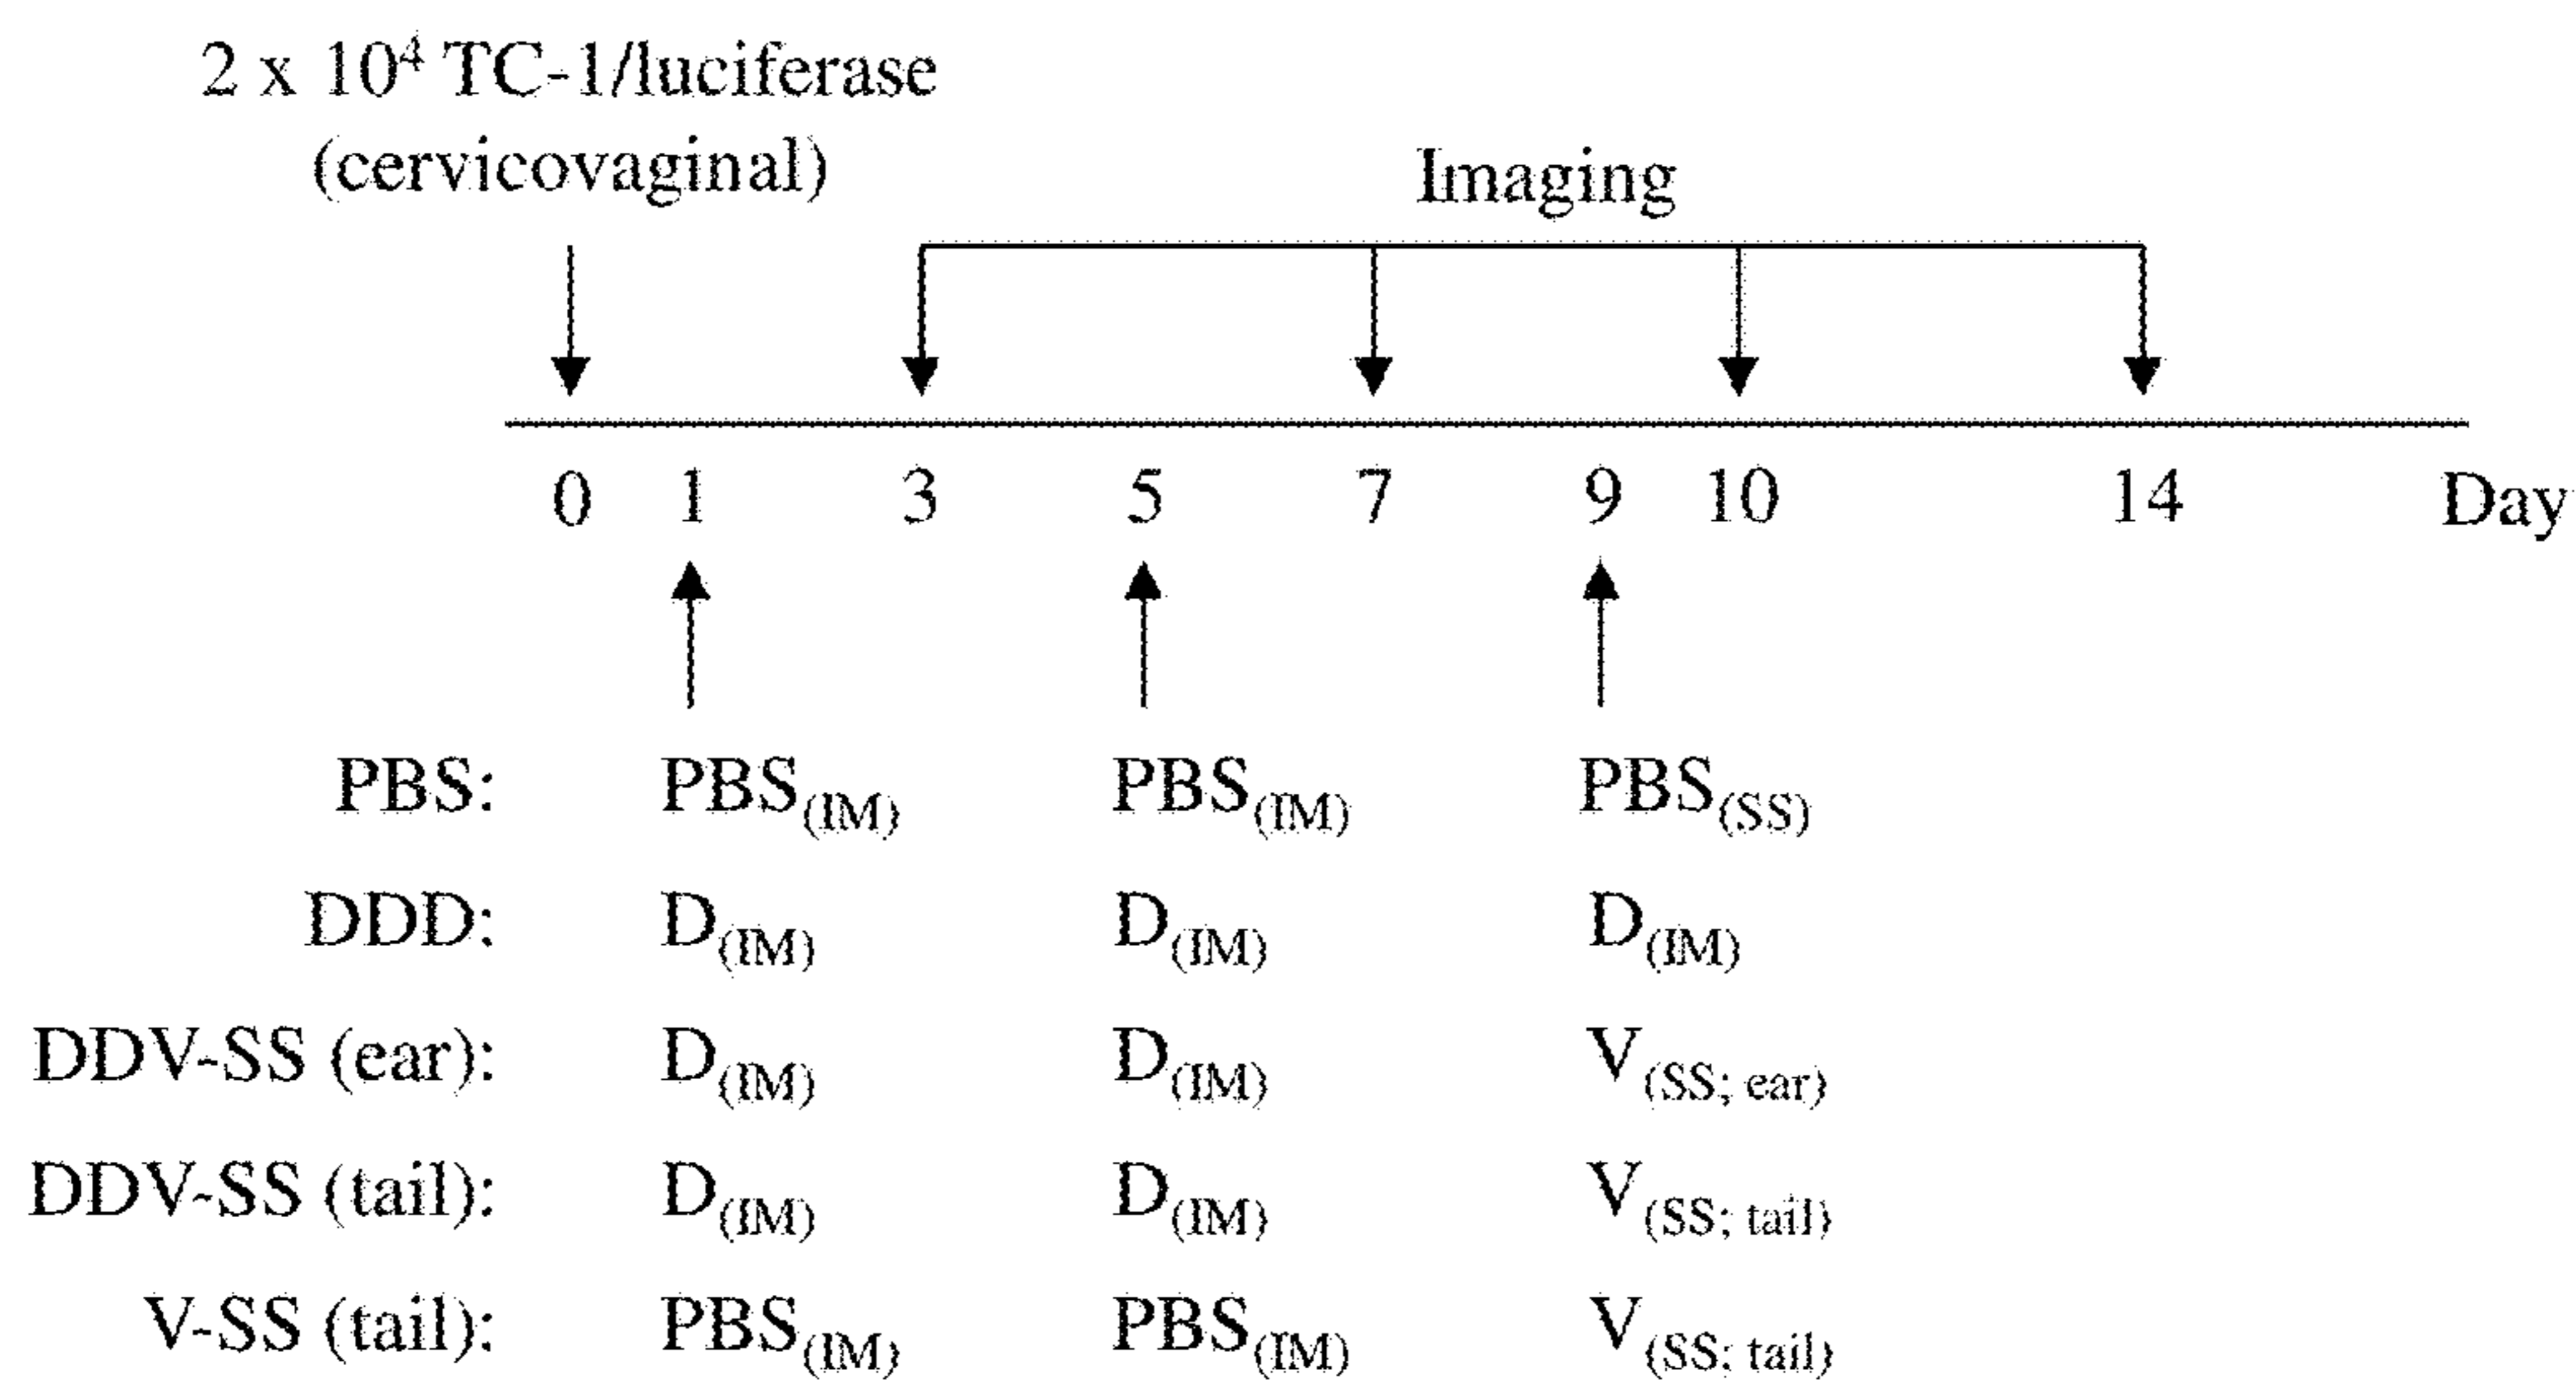 2 x 10⁴ TC-1/luciferase
(cervicovaginal)
Imaging
0 1 3 5 7 9 10 14 Day
PBS: PBS(IM) PBS(IM) PBS(SS)
DDD: D(IM) D(IM) D(IM)
DDV-SS (ear): D(IM) D(IM) V(SS; ear)
DDV-SS (tail): D(IM) D(IM) V(SS; tail)
V-SS (tail): PBS(IM) PBS(IM) V(SS; tail)